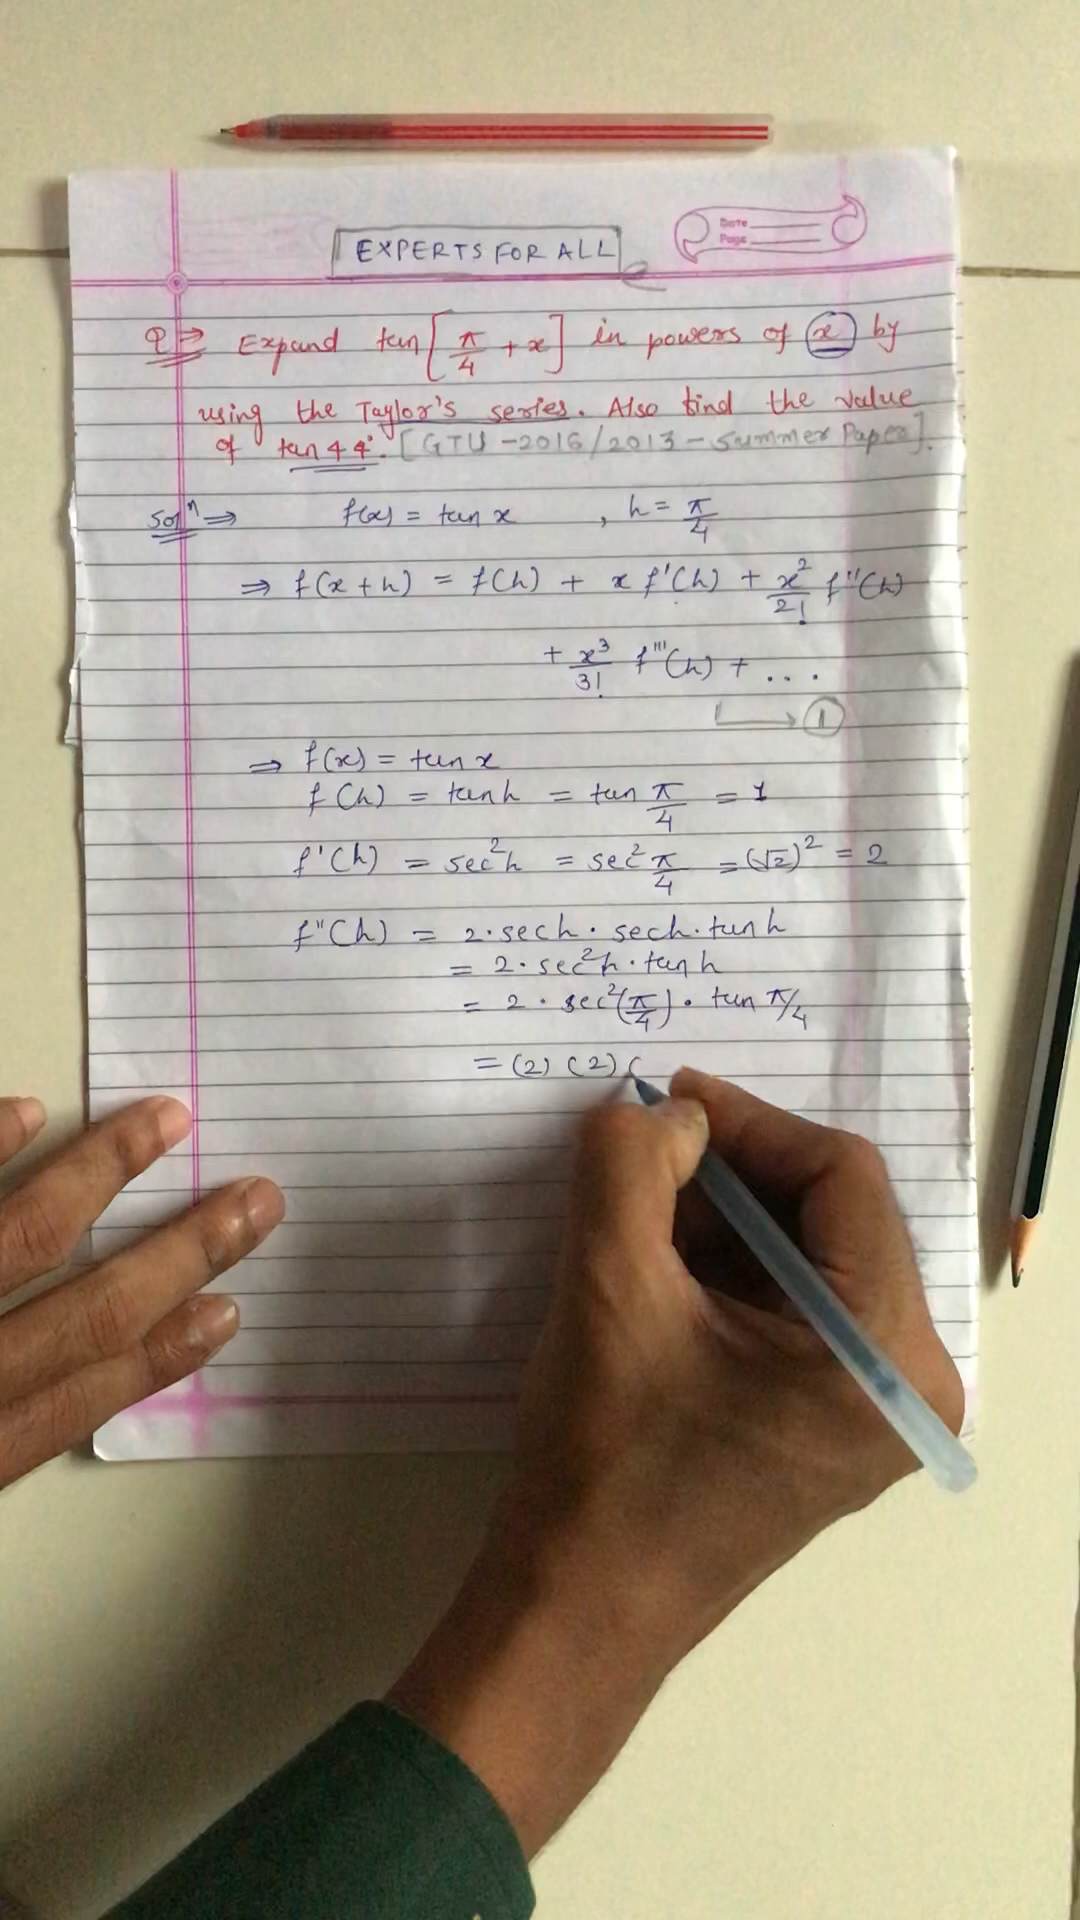 EXPERTS FOR ALL
Date
Page
Q ⇒ Expand tan[π/4 + x] in powers of x by
using the Taylor's series. Also find the value
of tan 44°. [GTU - 2016/2013 - Summer Paper].
Solⁿ ⇒ f(x) = tan x , h = π/4
⇒ f(x + h) = f(h) + x f'(h) + x²/2! f''(h)
+ x³/3! f'''(h) + ...
→ ①
⇒ f(x) = tan x
f(h) = tan h = tan π/4 = 1
f'(h) = sec²h = sec² π/4 = (√2)² = 2
f''(h) = 2·sec h · sec h · tan h
= 2·sec²h · tan h
= 2 · sec²(π/4) · tan π/4
= (2) (2) (